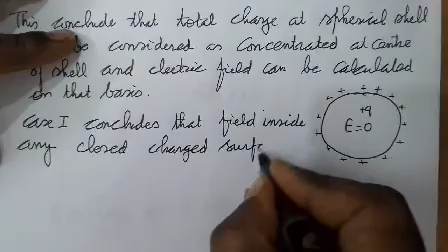 This conclude that total charge at spherical shell
be considered as concentrated at centre
of shell and electric field can be calculated
on that basis.
Case I concludes that field inside
any closed charged surf
+q
E=0
+ + + + + + + + + + + + + +